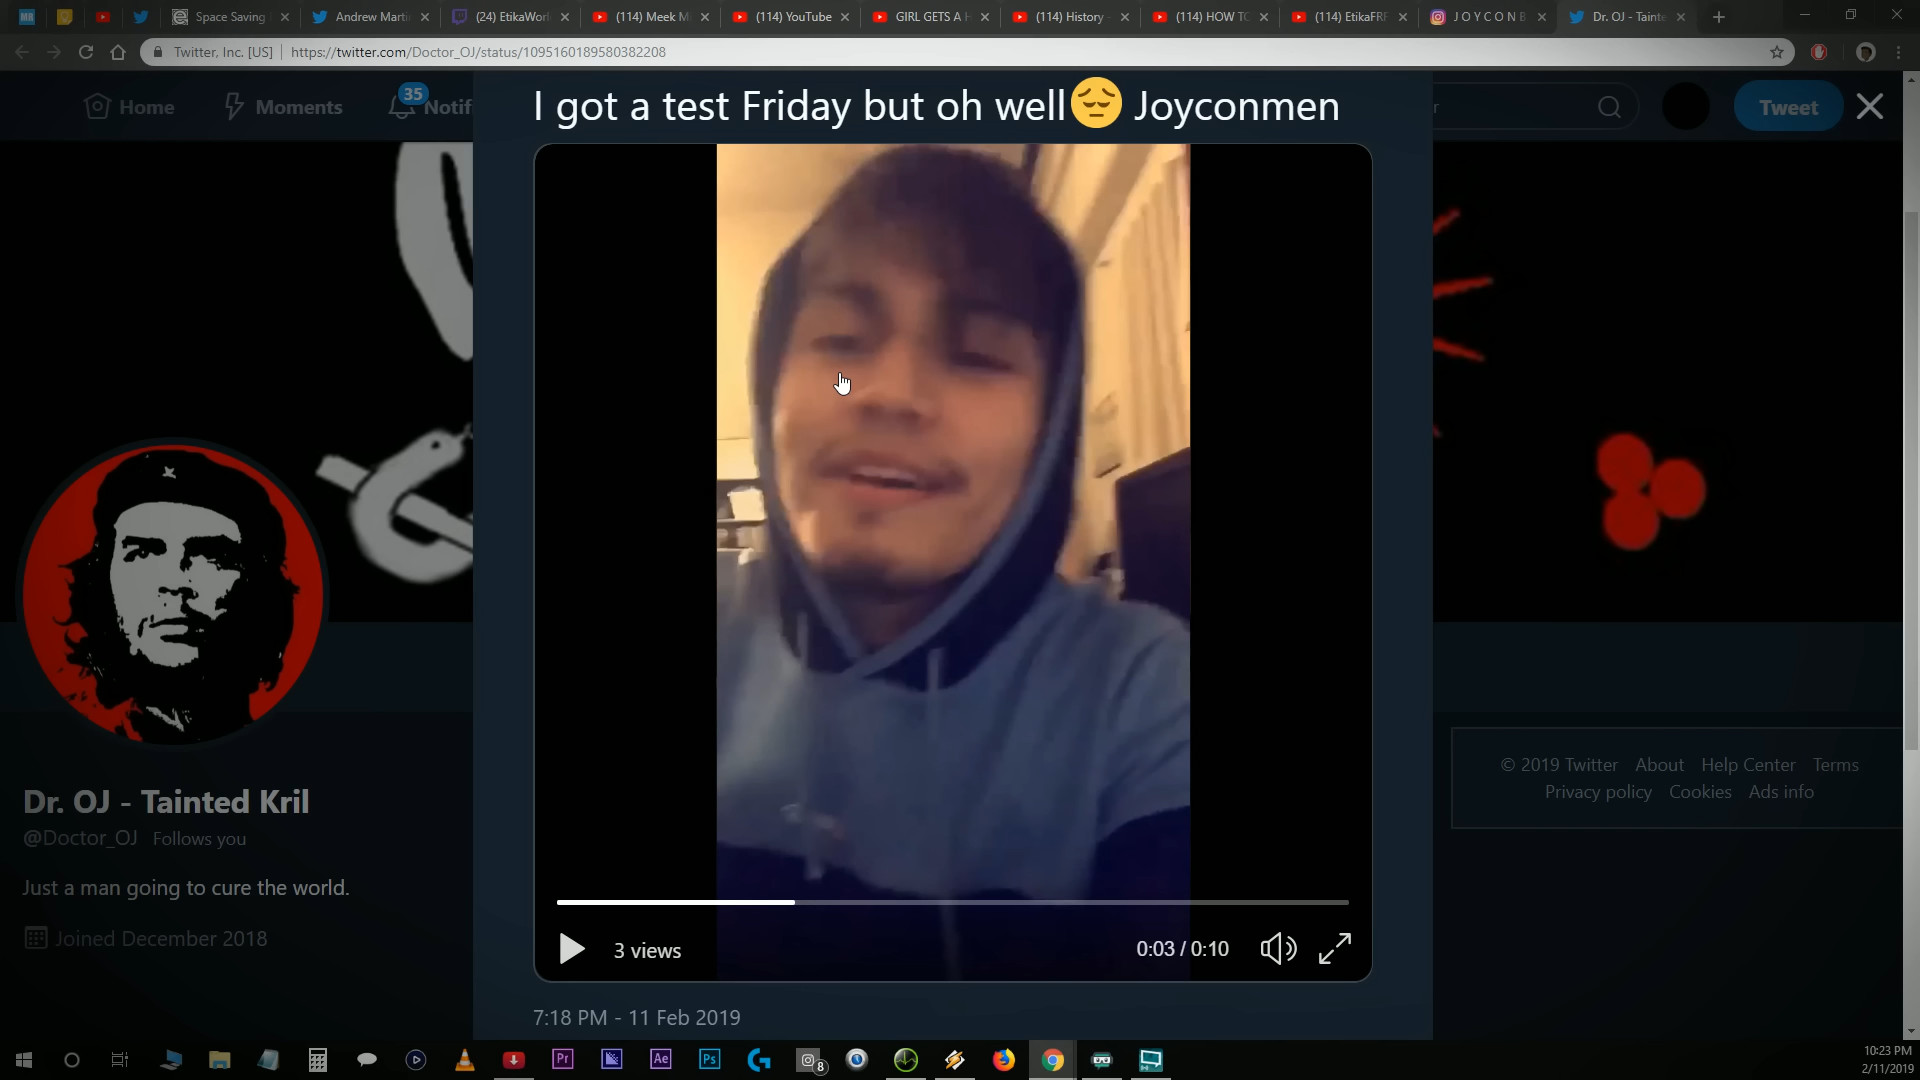 Space Saving
Andrew Marti
(24) EtikaWorl
(114) Meek M
(114) YouTube
GIRL GETS A H
(114) History -
(114) HOW TO
(114) EtikaFRF
J O Y C O N B
Dr. OJ - Tainte
Twitter, Inc. [US] | https://twitter.com/Doctor_OJ/status/1095160189580382208
Home
Moments
35
Notif
Tweet
I got a test Friday but oh well😔 Joyconmen
3 views
0:03 / 0:10
7:18 PM - 11 Feb 2019
Dr. OJ - Tainted Kril
@Doctor_OJ Follows you
Just a man going to cure the world.
Joined December 2018
© 2019 Twitter About Help Center Terms
Privacy policy Cookies Ads info
Pr
Ae
Ps
8
10:23 PM
2/11/2019